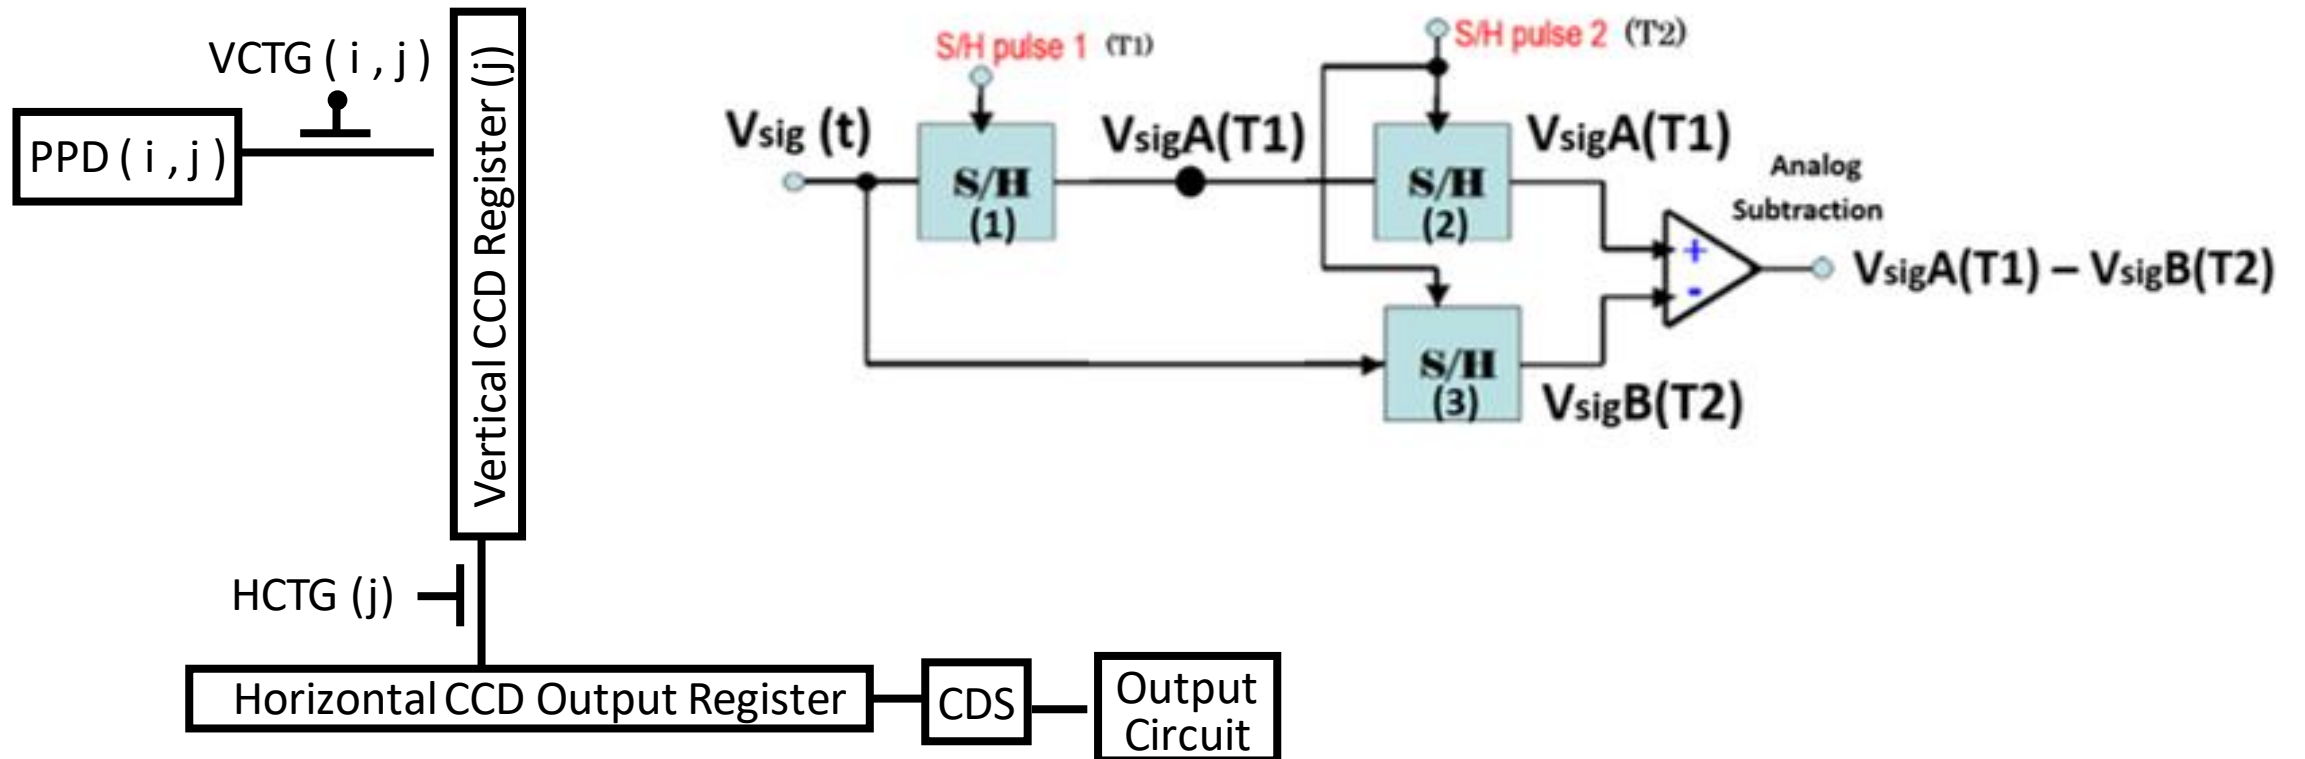 VCTG ( i , j )
PPD ( i , j )
Vertical CCD Register (j)
HCTG (j)
Horizontal CCD Output Register
CDS
Output
Circuit
S/H pulse 1 (T1)
S/H pulse 2 (T2)
Vsig (t)
S/H
(1)
VsigA(T1)
S/H
(2)
VsigA(T1)
Analog
Subtraction
+
-
VsigA(T1) – VsigB(T2)
S/H
(3)
VsigB(T2)